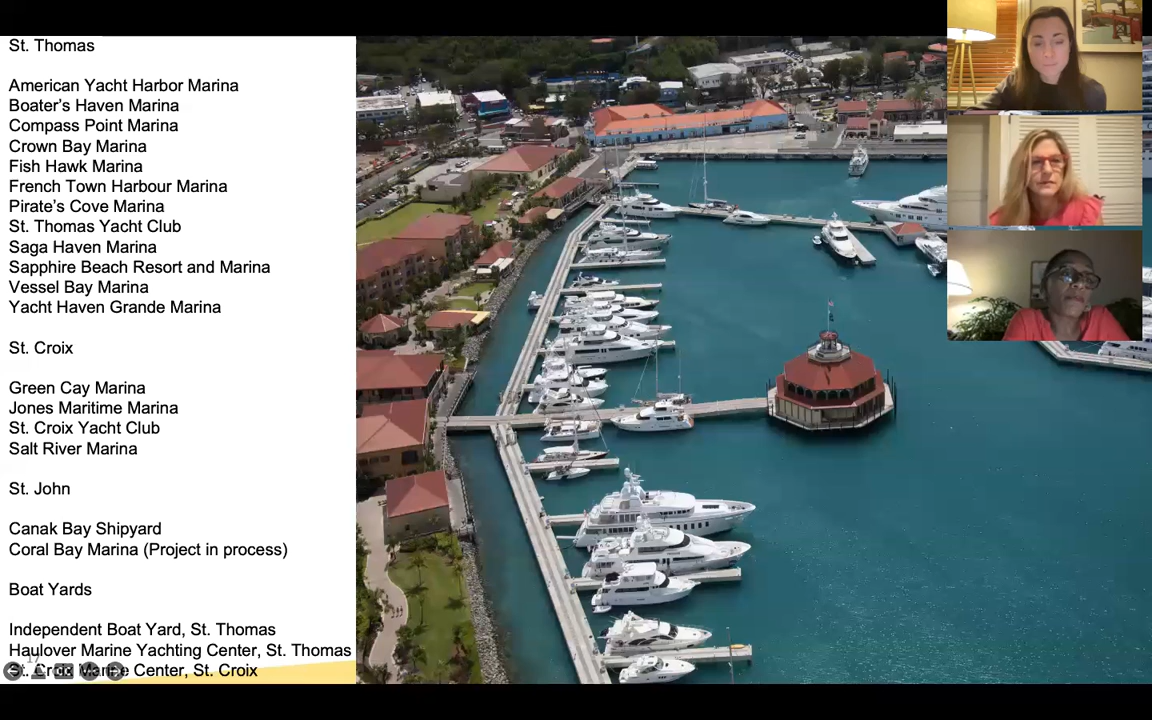 St. Thomas
American Yacht Harbor Marina
Boater's Haven Marina
Compass Point Marina
Crown Bay Marina
Fish Hawk Marina
French Town Harbour Marina
Pirate's Cove Marina
St. Thomas Yacht Club
Saga Haven Marina
Sapphire Beach Resort and Marina
Vessel Bay Marina
Yacht Haven Grande Marina
St. Croix
Green Cay Marina
Jones Maritime Marina
St. Croix Yacht Club
Salt River Marina
St. John
Canak Bay Shipyard
Coral Bay Marina (Project in process)
Boat Yards
Independent Boat Yard, St. Thomas
Haulover Marine Yachting Center, St. Thomas
17
St. Croix Marine Center, St. Croix